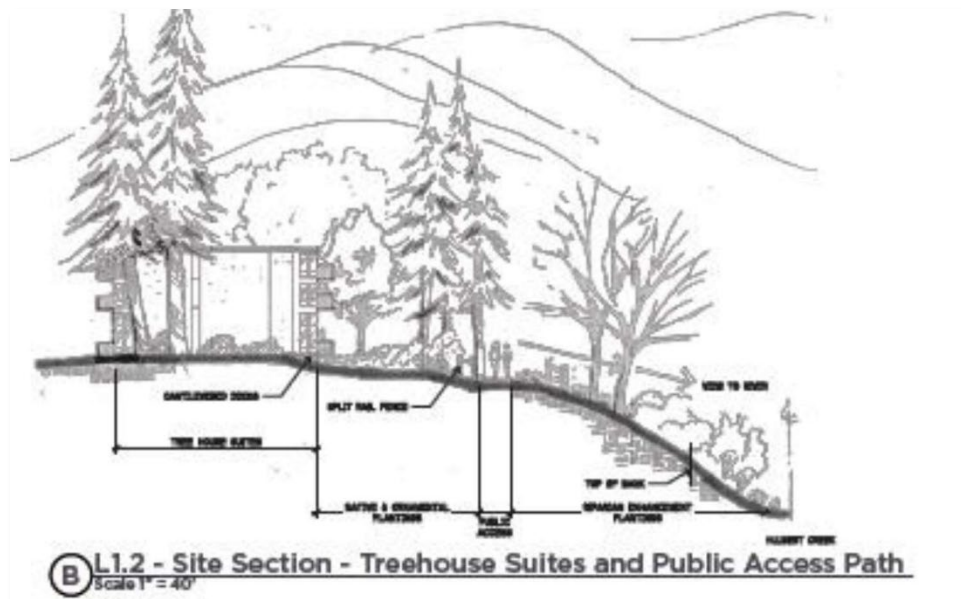 CANTILEVERED DECKS
SPLIT RAIL FENCE
VIEW TO RIVER
TREE HOUSE SUITES
TOP OF BANK
NATIVE & ORNAMENTAL
PLANTINGS
PUBLIC
ACCESS
RIPARIAN ENHANCEMENT
PLANTINGS
HULBERT CREEK
B
L1.2 - Site Section - Treehouse Suites and Public Access Path
Scale 1" = 40'